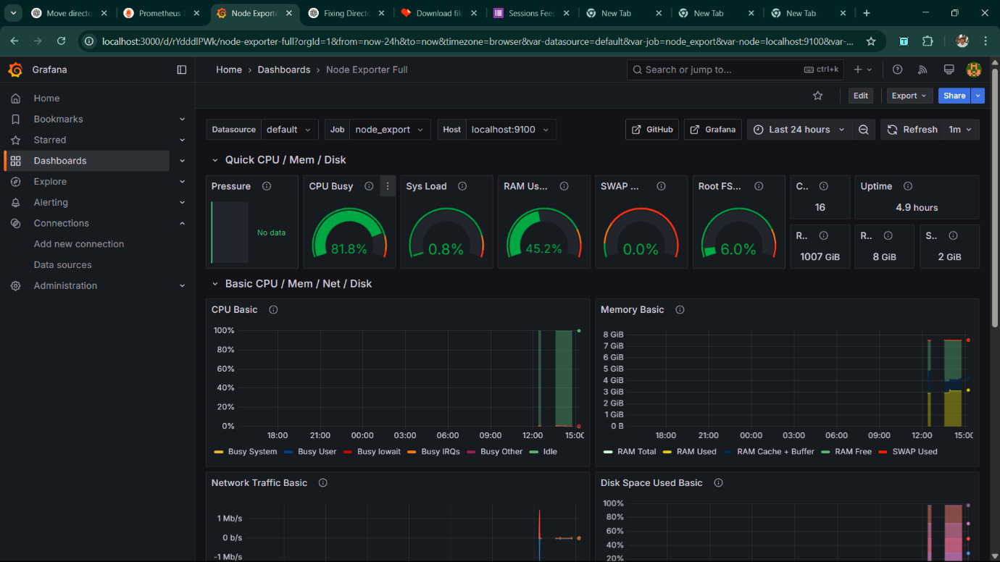 Move directo
Prometheus T
Node Exporte
Fixing Directo
Download file
Sessions Feed
New Tab
New Tab
New Tab
localhost:3000/d/rYdddlPWk/node-exporter-full?orgId=1&from=now-24h&to=now&timezone=browser&var-datasource=default&var-job=node_export&var-node=localhost:9100&var-...
Grafana
Home › Dashboards › Node Exporter Full
Search or jump to...
ctrl+k
Edit
Export
Share
Home
Bookmarks
Starred
Dashboards
Explore
Alerting
Connections
Add new connection
Data sources
Administration
Datasource default
Job node_export
Host localhost:9100
GitHub
Grafana
Last 24 hours
Refresh 1m
Quick CPU / Mem / Disk
Pressure
No data
CPU Busy
81.8%
Sys Load
0.8%
RAM Us...
45.2%
SWAP ...
0.0%
Root FS...
6.0%
C..
16
Uptime
4.9 hours
R..
1007 GiB
R..
8 GiB
S..
2 GiB
Basic CPU / Mem / Net / Disk
CPU Basic
100%
80%
60%
40%
20%
0%
18:00 21:00 00:00 03:00 06:00 09:00 12:00 15:00
Busy System Busy User Busy Iowait Busy IRQs Busy Other Idle
Memory Basic
8 GiB
7 GiB
6 GiB
5 GiB
4 GiB
3 GiB
2 GiB
1 GiB
0 B
18:00 21:00 00:00 03:00 06:00 09:00 12:00 15:00
RAM Total RAM Used RAM Cache + Buffer RAM Free SWAP Used
Network Traffic Basic
1 Mb/s
0 b/s
-1 Mb/s
Disk Space Used Basic
100%
80%
60%
40%
20%